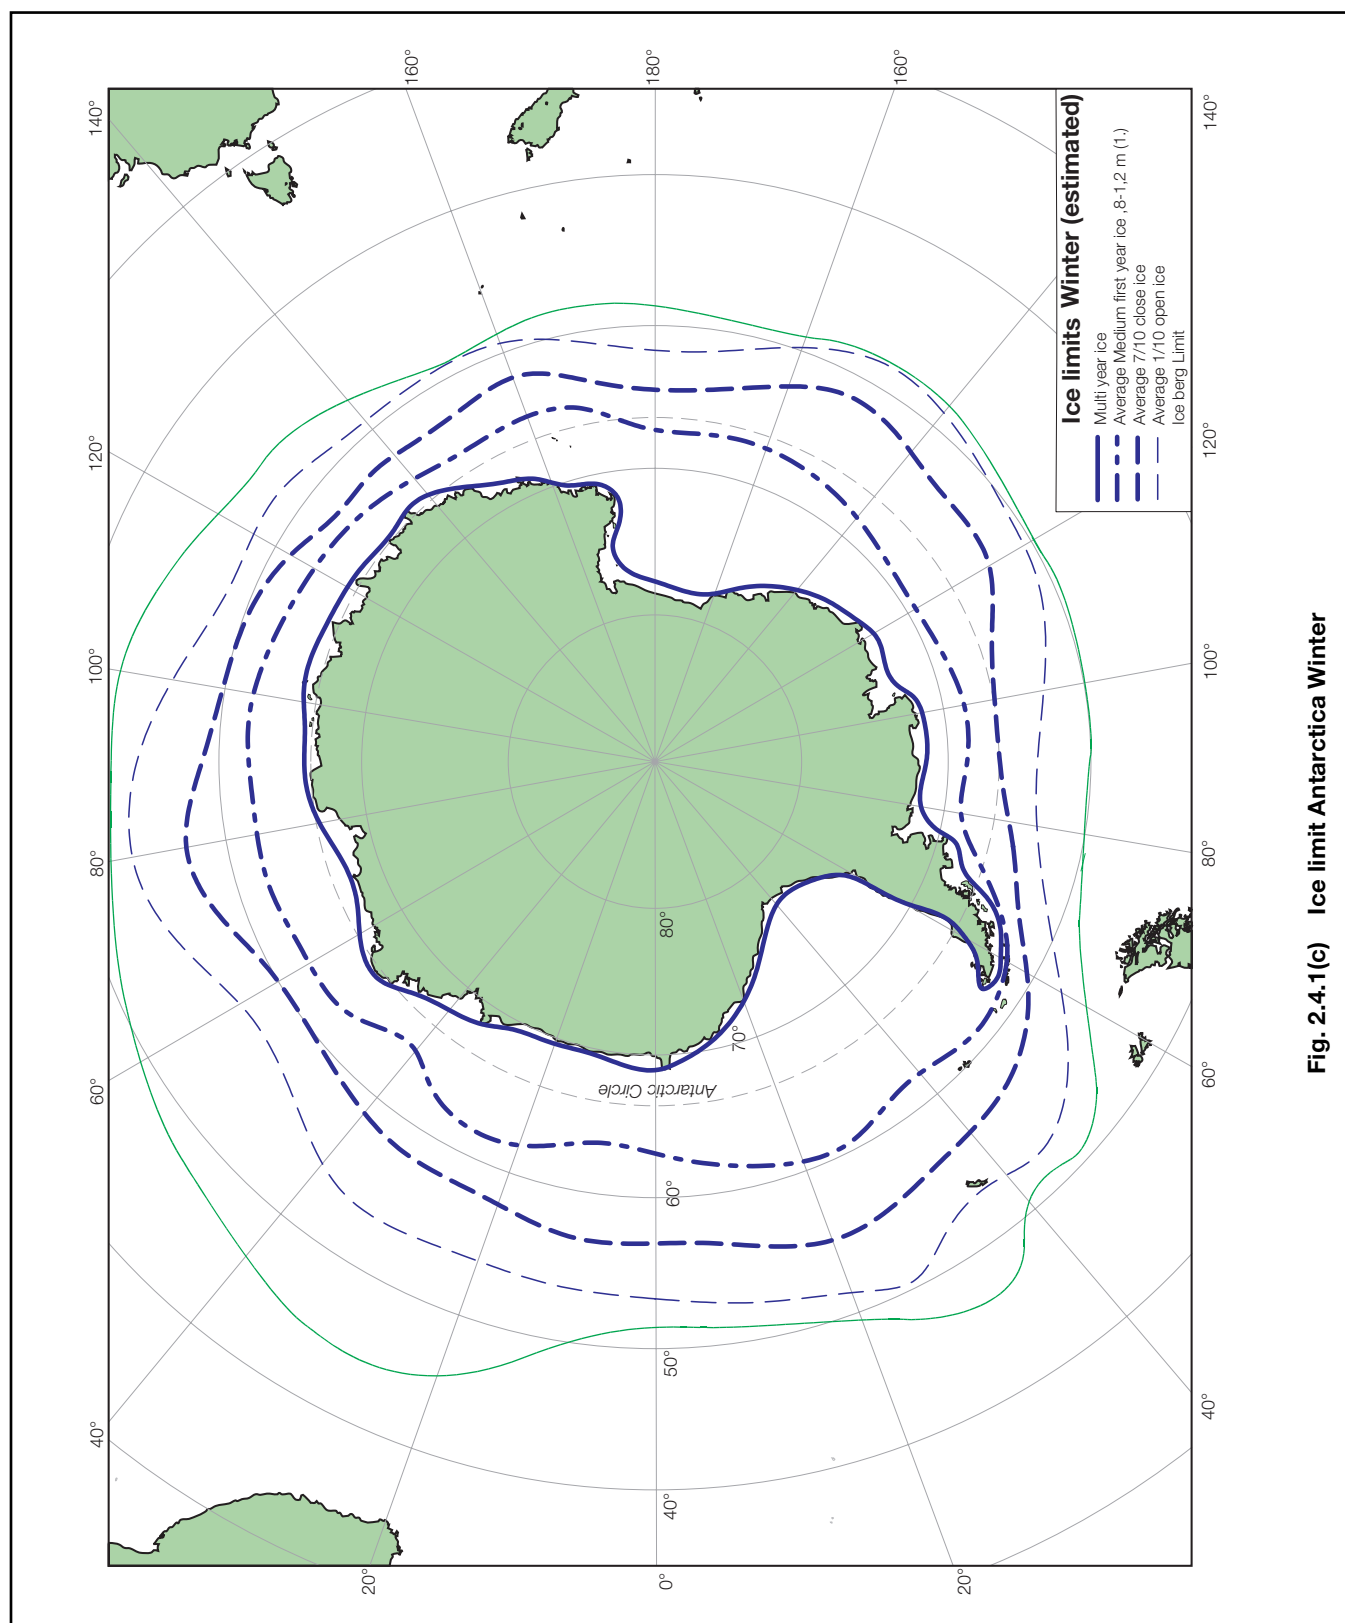 160°
180°
160°
140°
140°
120°
120°
100°
100°
80°
80°
60°
60°
40°
40°
20°
0°
20°
80°
70°
60°
50°
40°
Antarctic Circle
Ice limits Winter (estimated)
Multi year ice
Average Medium first year ice ,8-1,2 m (1.)
Average 7/10 close ice
Average 1/10 open ice
Ice berg Limit
Fig. 2.4.1(c) Ice limit Antarctica Winter